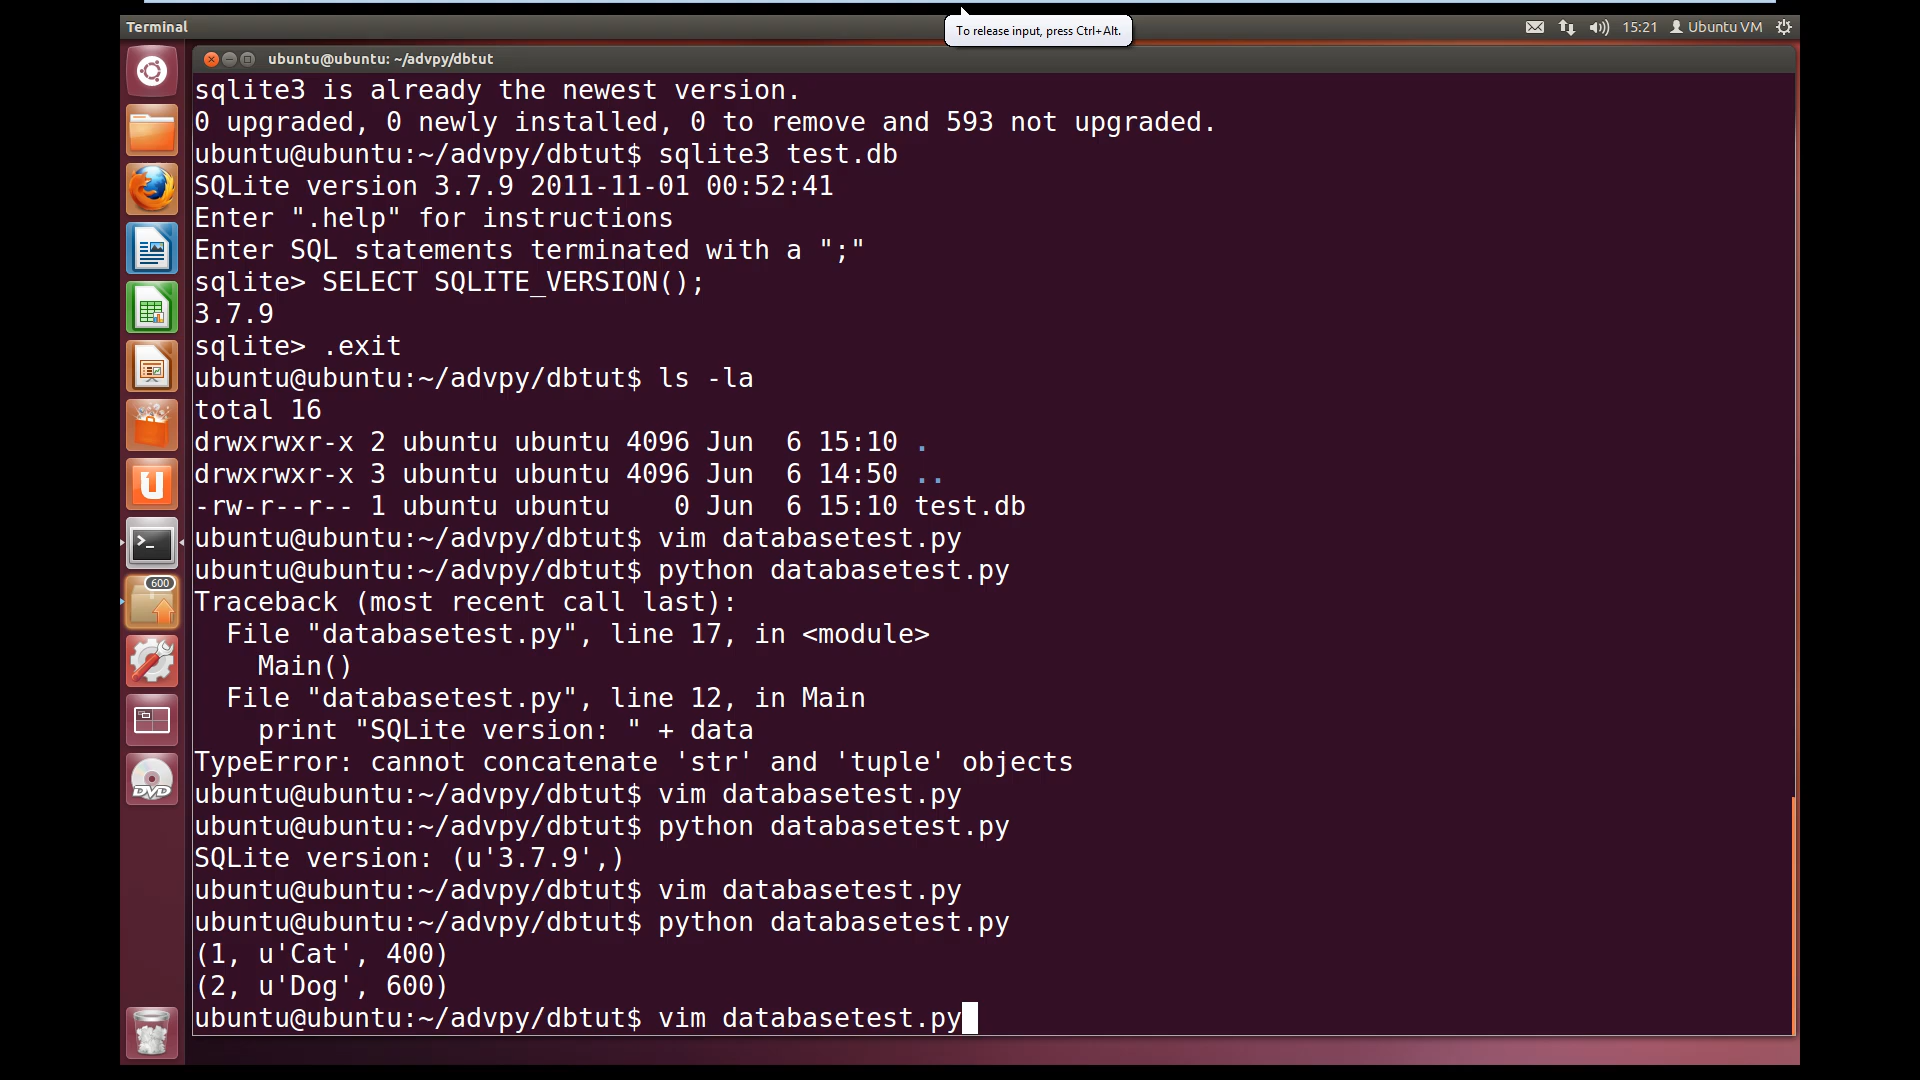 To release input, press Ctrl+Alt.
Terminal
15:21
Ubuntu VM
ubuntu@ubuntu: ~/advpy/dbtut
sqlite3 is already the newest version.
0 upgraded, 0 newly installed, 0 to remove and 593 not upgraded.
ubuntu@ubuntu:~/advpy/dbtut$ sqlite3 test.db
SQLite version 3.7.9 2011-11-01 00:52:41
Enter ".help" for instructions
Enter SQL statements terminated with a ";"
sqlite> SELECT SQLITE_VERSION();
3.7.9
sqlite> .exit
ubuntu@ubuntu:~/advpy/dbtut$ ls -la
total 16
drwxrwxr-x 2 ubuntu ubuntu 4096 Jun  6 15:10 .
drwxrwxr-x 3 ubuntu ubuntu 4096 Jun  6 14:50 ..
-rw-r--r-- 1 ubuntu ubuntu    0 Jun  6 15:10 test.db
ubuntu@ubuntu:~/advpy/dbtut$ vim databasetest.py
ubuntu@ubuntu:~/advpy/dbtut$ python databasetest.py
Traceback (most recent call last):
  File "databasetest.py", line 17, in <module>
    Main()
  File "databasetest.py", line 12, in Main
    print "SQLite version: " + data
TypeError: cannot concatenate 'str' and 'tuple' objects
ubuntu@ubuntu:~/advpy/dbtut$ vim databasetest.py
ubuntu@ubuntu:~/advpy/dbtut$ python databasetest.py
SQLite version: (u'3.7.9',)
ubuntu@ubuntu:~/advpy/dbtut$ vim databasetest.py
ubuntu@ubuntu:~/advpy/dbtut$ python databasetest.py
(1, u'Cat', 400)
(2, u'Dog', 600)
ubuntu@ubuntu:~/advpy/dbtut$ vim databasetest.py
600
DVD